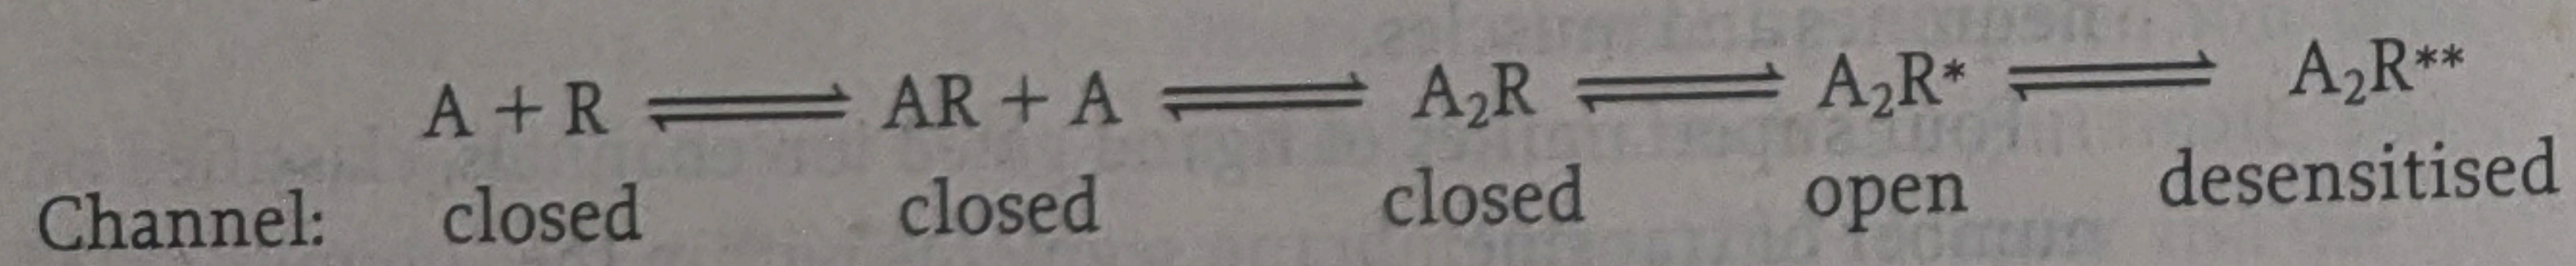 A + R ⇌ AR + A ⇌ A₂R ⇌ A₂R* ⇌ A₂R**
Channel: closed closed closed open desensitised